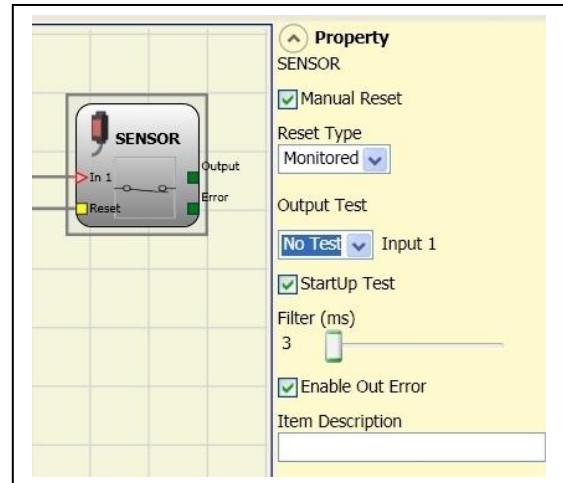 SENSOR
In 1
Reset
Output
Error
Property
SENSOR
Manual Reset
Reset Type
Monitored
Output Test
No Test Input 1
StartUp Test
Filter (ms)
3
Enable Out Error
Item Description